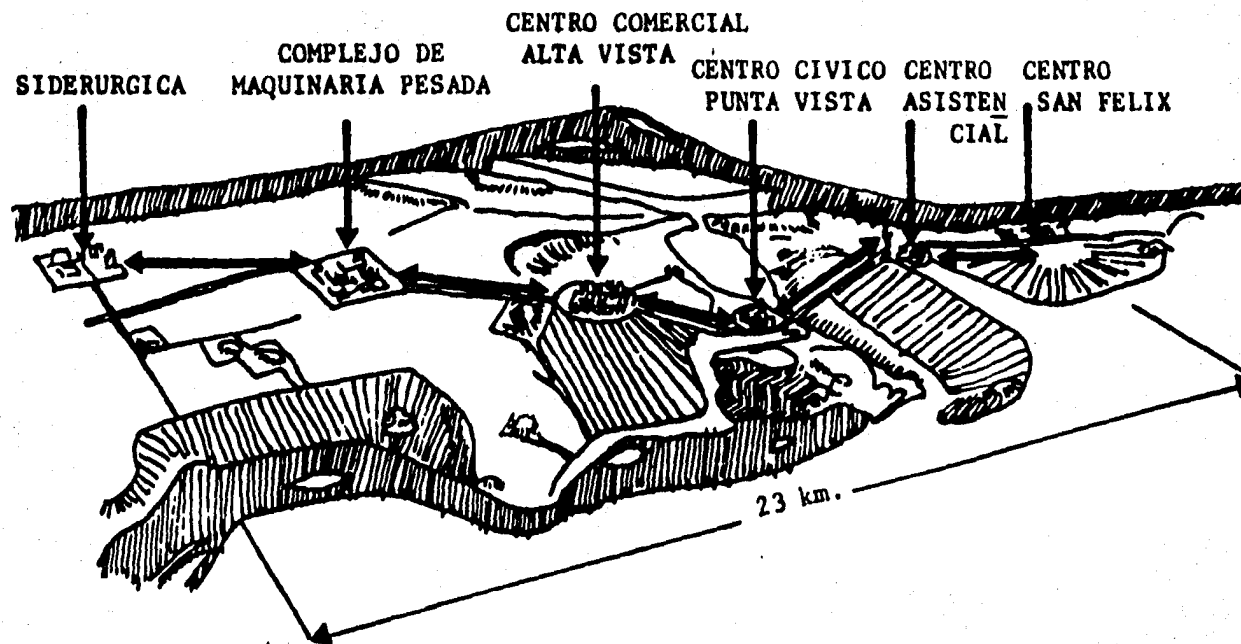 SIDERURGICA
COMPLEJO DE
MAQUINARIA PESADA
CENTRO COMERCIAL
ALTA VISTA
CENTRO CIVICO
PUNTA VISTA
CENTRO
ASISTEN
CIAL
CENTRO
SAN FELIX
23 km.